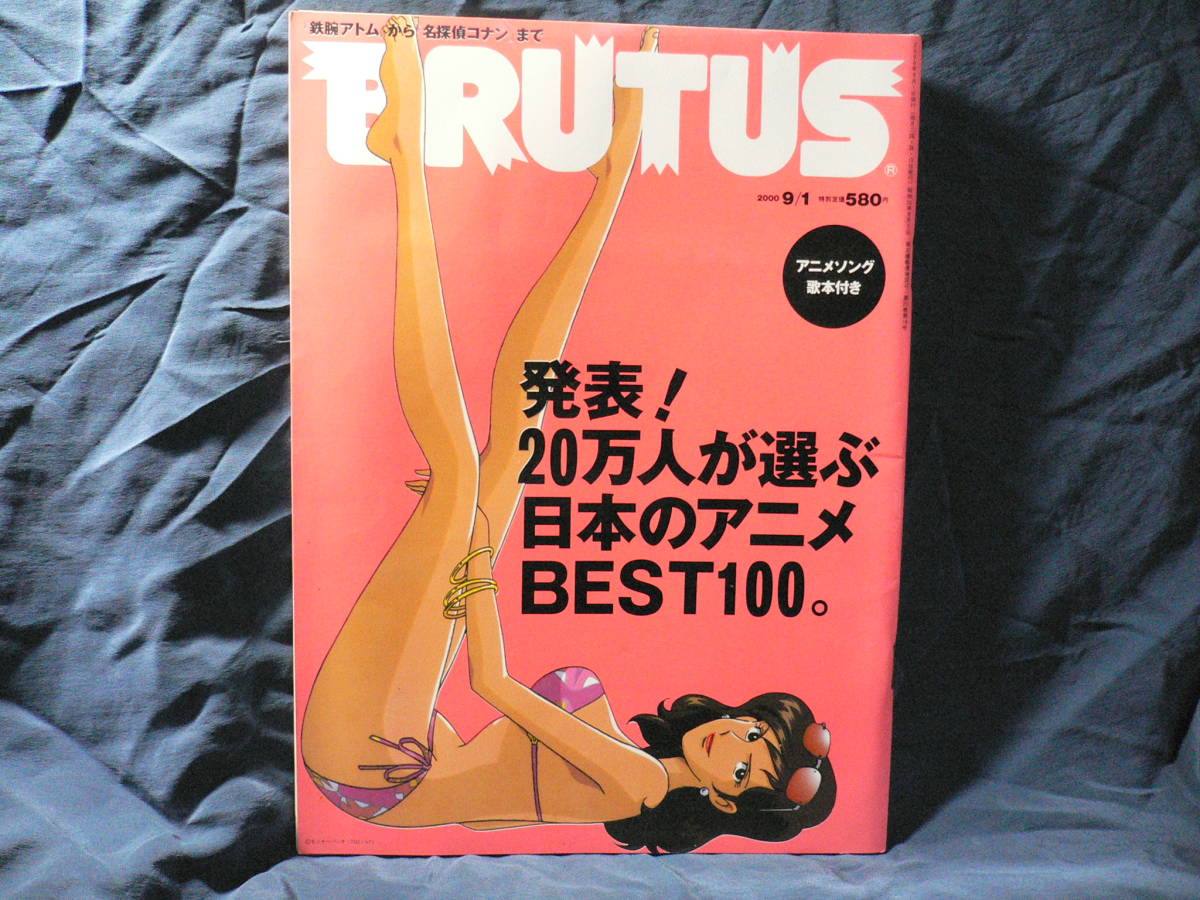 「鉄腕アトム」から「名探偵コナン」まで
BRUTUS
®
2000 9/1 特別定価580円
アニメソング
歌本付き
発表!
20万人が選ぶ
日本のアニメ
BEST100。